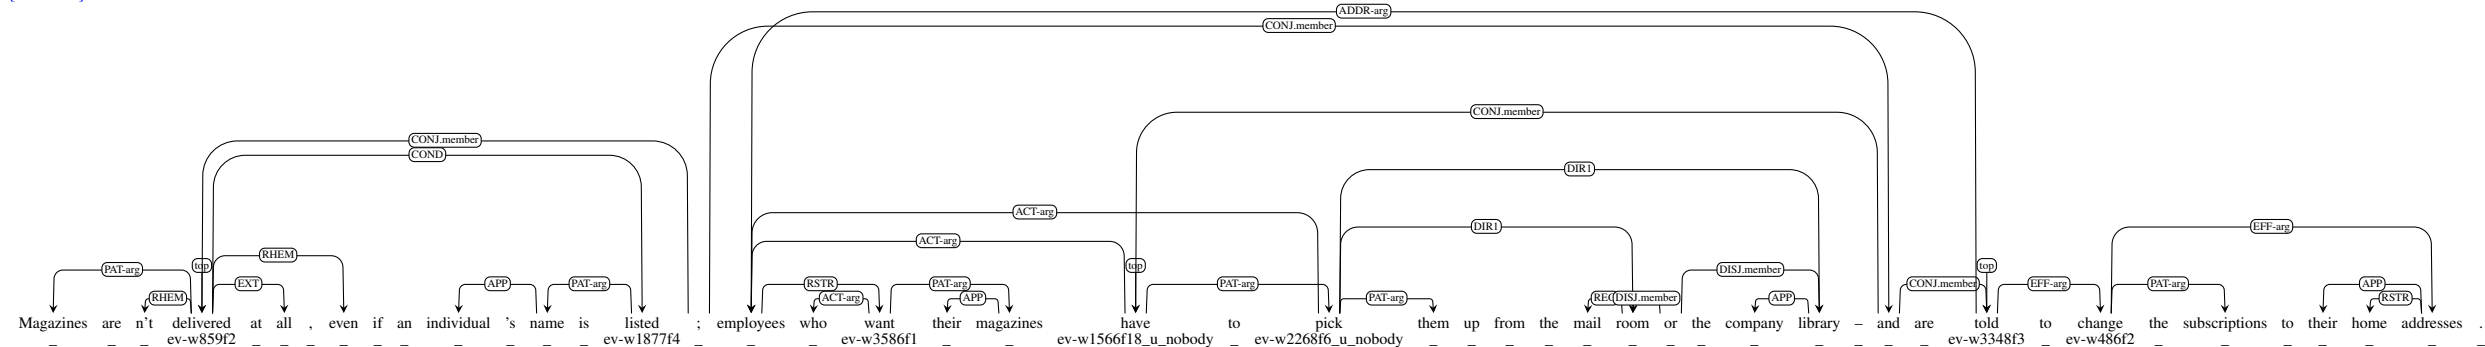 ADDR-arg
CONJ.member
CONJ.member
CONJ.member
COND
DIR1
ACT-arg
DIR1 EFF-arg
ACT-arg
RHEM
PAT-arg top top DISJ.member top
EXT APP PAT-arg RSTR PAT-arg PAT-arg CONJ.member EFF-arg PAT-arg APP
RHEM ACT-arg APP PAT-arg DISJ.member APP RSTR
Magazines are n't delivered at all , even if an individual 's name is listed ; employees who want their magazines have to pick them up from the mail room or the company library – and are told to change the subscriptions to their home addresses .
_ _ _ ev-w859f2 _ _ _ _ _ _ _ _ _ _ ev-w1877f4 _ _ _ ev-w3586f1 _ _ ev-w1566f18_u_nobody _ ev-w2268f6_u_nobody _ _ _ _ _ _ _ _ _ _ _ _ _ ev-w3348f3 _ ev-w486f2 _ _ _ _ _ _ _